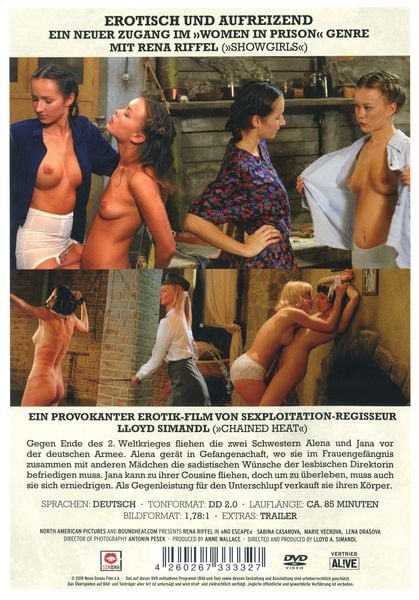 EROTISCH UND AUFREIZEND
EIN NEUER ZUGANG IM »WOMEN IN PRISON« GENRE
MIT RENA RIFFEL (»SHOWGIRLS«)
EIN PROVOKANTER EROTIK-FILM VON SEXPLOITATION-REGISSEUR
LLOYD SIMANDL (»CHAINED HEAT«)
Gegen Ende des 2. Weltkrieges fliehen die zwei Schwestern Alena und Jana vor
der deutschen Armee. Alena gerät in Gefangenschaft, wo sie im Frauengefängnis
zusammen mit anderen Mädchen die sadistischen Wünsche der lesbischen Direktorin
befriedigen muss. Jana kann zu ihrer Cousine fliehen, doch um zu überleben, muss auch
sie sich erniedrigen. Als Gegenleistung für den Unterschlupf verkauft sie ihren Körper.
SPRACHEN: DEUTSCH • TONFORMAT: DD 2.0 • LAUFLÄNGE: CA. 85 MINUTEN
BILDFORMAT: 1,78:1 • EXTRAS: TRAILER
NORTH AMERICAN PICTURES AND BOUNDHEAT.COM PRESENTS RENA RIFFEL IN »NO ESCAPE« SABINA CASAROVA, MARIE VECKOVA, LENA DRASOVA
DIRECTOR OF PHOTOGRAPHY ANTONIN PESEK • PRODUCED BY ANNE WALLACE • DIRECTED BY LLOYD A. SIMANDL
DVD VIDEO
VERTRIEB
AL!VE
4 260267 333327